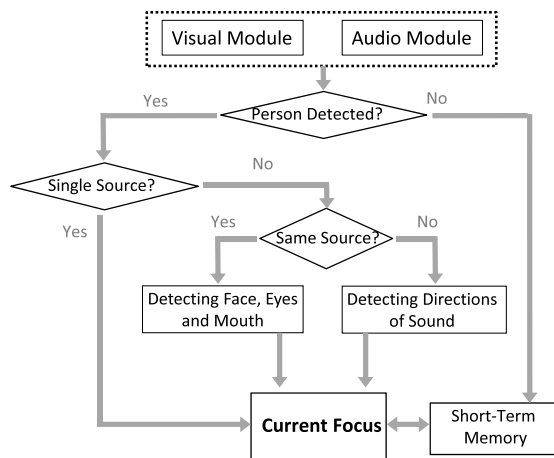 Visual Module
Audio Module
Person Detected?
Yes
No
Single Source?
No
Yes
Same Source?
Yes
No
Detecting Face, Eyes
and Mouth
Detecting Directions
of Sound
Current Focus
Short-Term
Memory